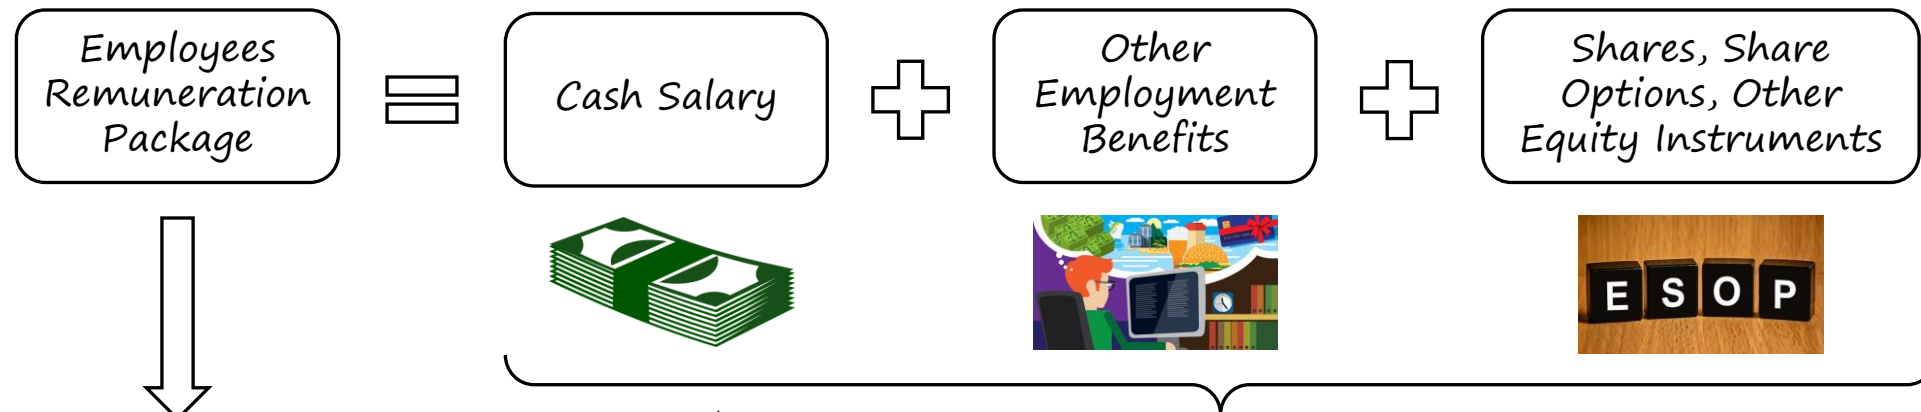 Employees
Remuneration
Package
Cash Salary
Other
Employment
Benefits
Shares, Share
Options, Other
Equity Instruments
E S O P